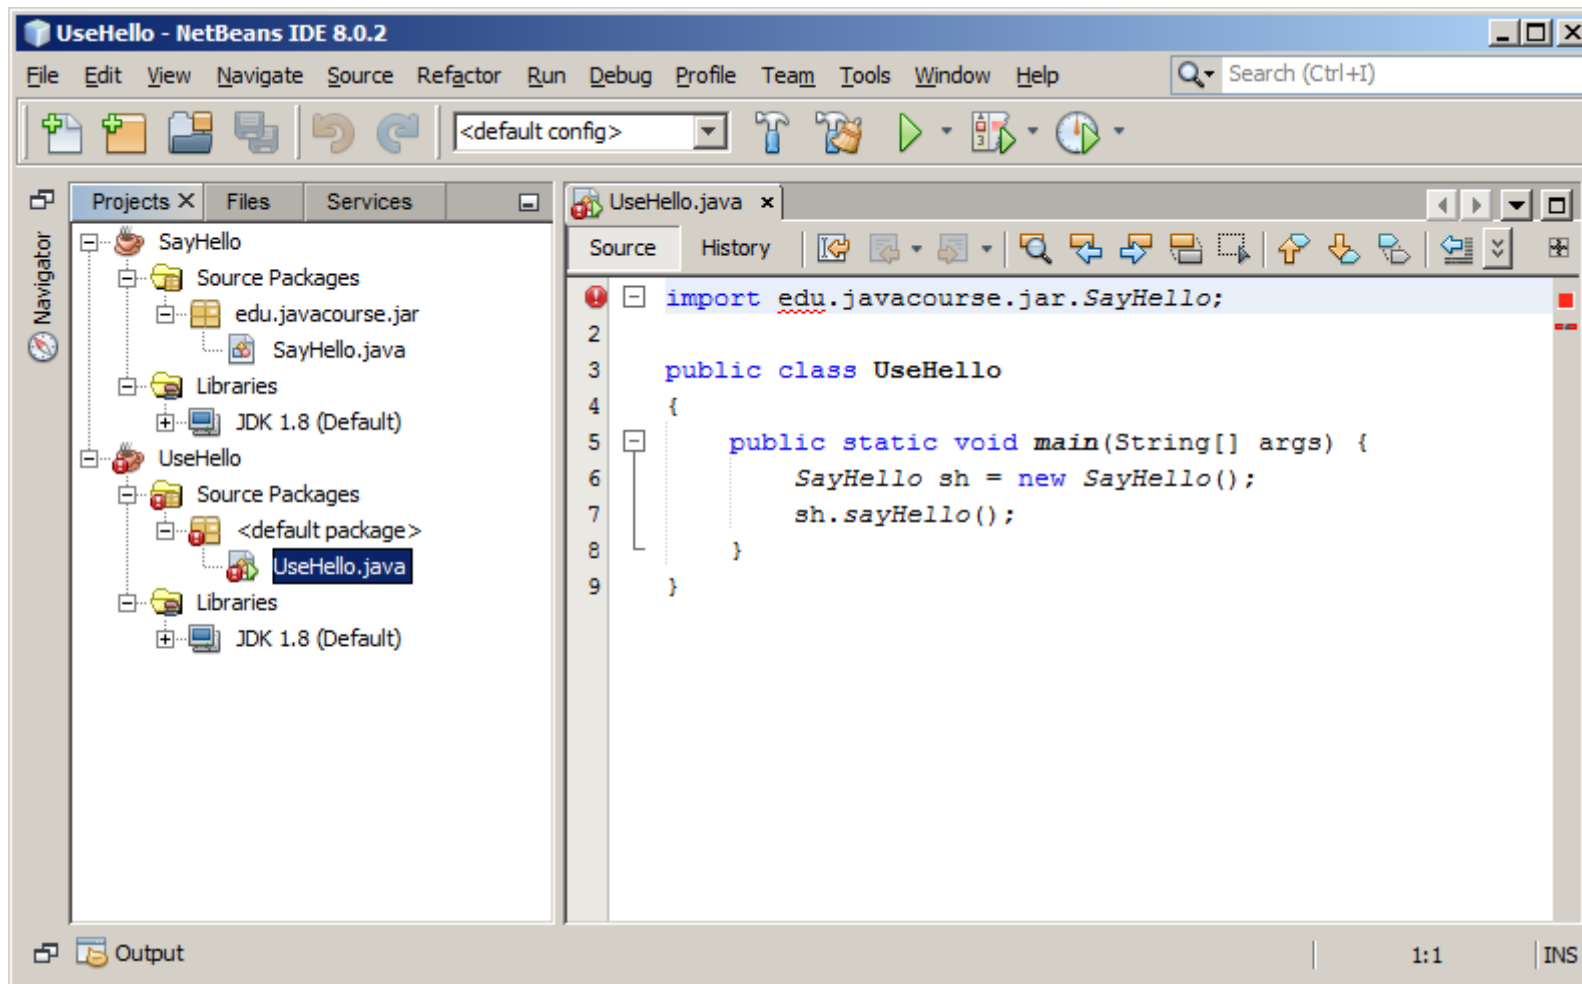 UseHello - NetBeans IDE 8.0.2
File Edit View Navigate Source Refactor Run Debug Profile Team Tools Window Help Search (Ctrl+I)
<default config>
Projects Files Services
Navigator
SayHello
Source Packages
edu.javacourse.jar
SayHello.java
Libraries
JDK 1.8 (Default)
UseHello
Source Packages
<default package>
UseHello.java
Libraries
JDK 1.8 (Default)
UseHello.java
Source History
import edu.javacourse.jar.SayHello;
2
3 public class UseHello
4 {
5 public static void main(String[] args) {
6 SayHello sh = new SayHello();
7 sh.sayHello();
8 }
9 }
Output 1:1 INS